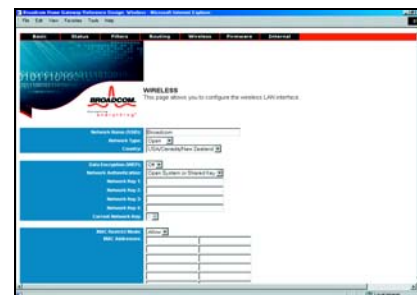 Broadcom Home Gateway Reference Design: Wireless - Microsoft Internet Explorer
File Edit View Favorites Tools Help
Basic Status Filters Routing Wireless Firmware Internal
BROADCOM.
everything!
WIRELESS
This page allows you to configure the wireless LAN interface.
Network Name (SSID): Broadcom
Network Type: Open
Country: USA/Canada/New Zealand
Data Encryption (WEP): Off
Network Authentication: Open System or Shared Key
Network Key 1:
Network Key 2:
Network Key 3:
Network Key 4:
Current Network Key:
MAC Restrict Mode: Allow
MAC Addresses: